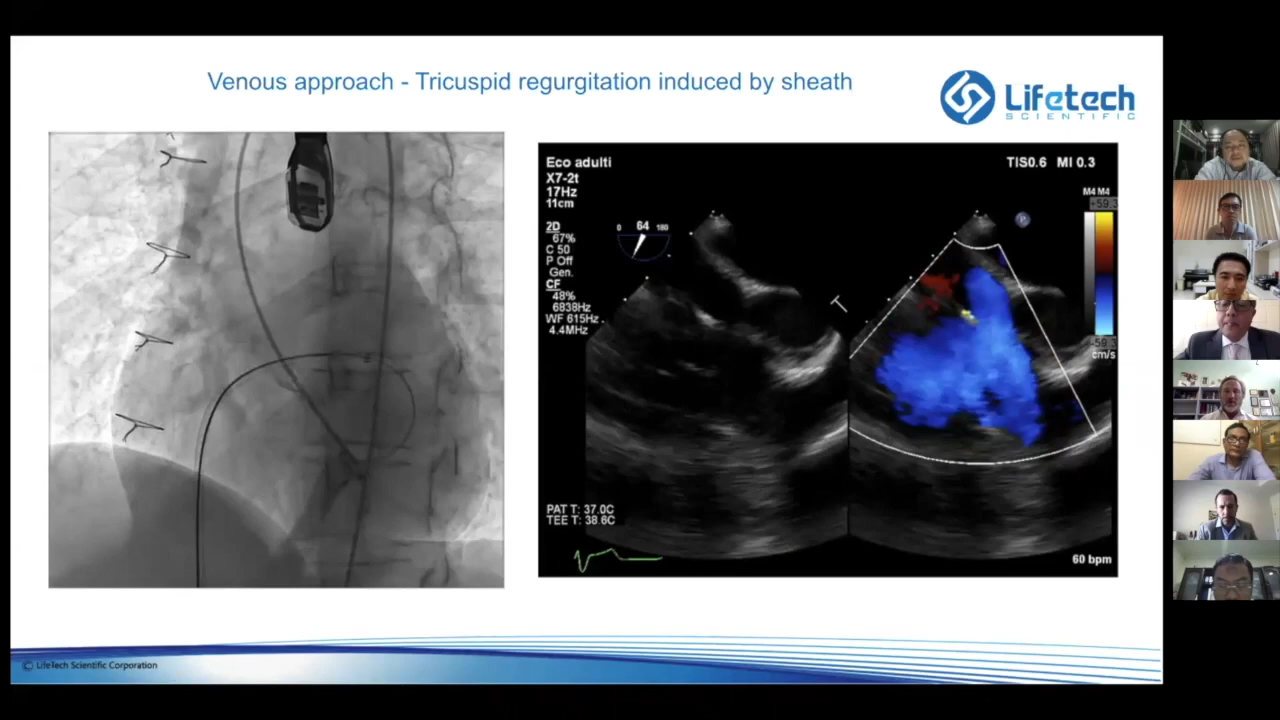 Venous approach - Tricuspid regurgitation induced by sheath
Lifetech
SCIENTIFIC
Eco adulti
X7-2t
17Hz
11cm
TIS0.6 MI 0.3
M4 M4
+59.3
2D
67%
C 50
P Off
Gen.
CF
48%
6838Hz
WF 615Hz
4.4MHz
0 64 180
P
-59.3
cm/s
PAT T: 37.0C
TEE T: 38.6C
60 bpm
© LifeTech Scientific Corporation